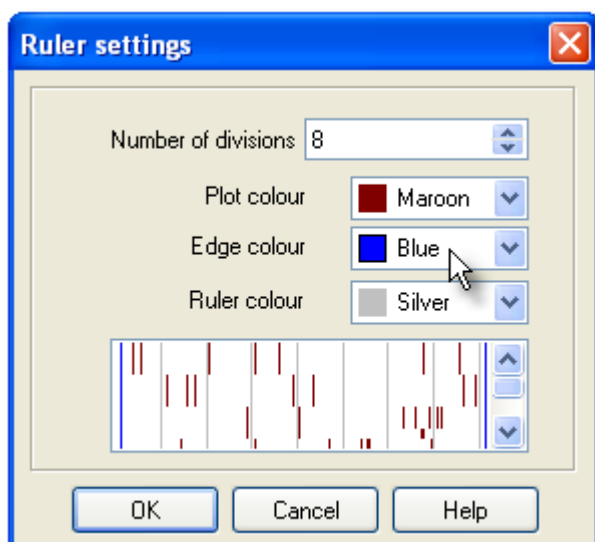 Ruler settings
Number of divisions 8
Plot colour Maroon
Edge colour Blue
Ruler colour Silver
OK Cancel Help